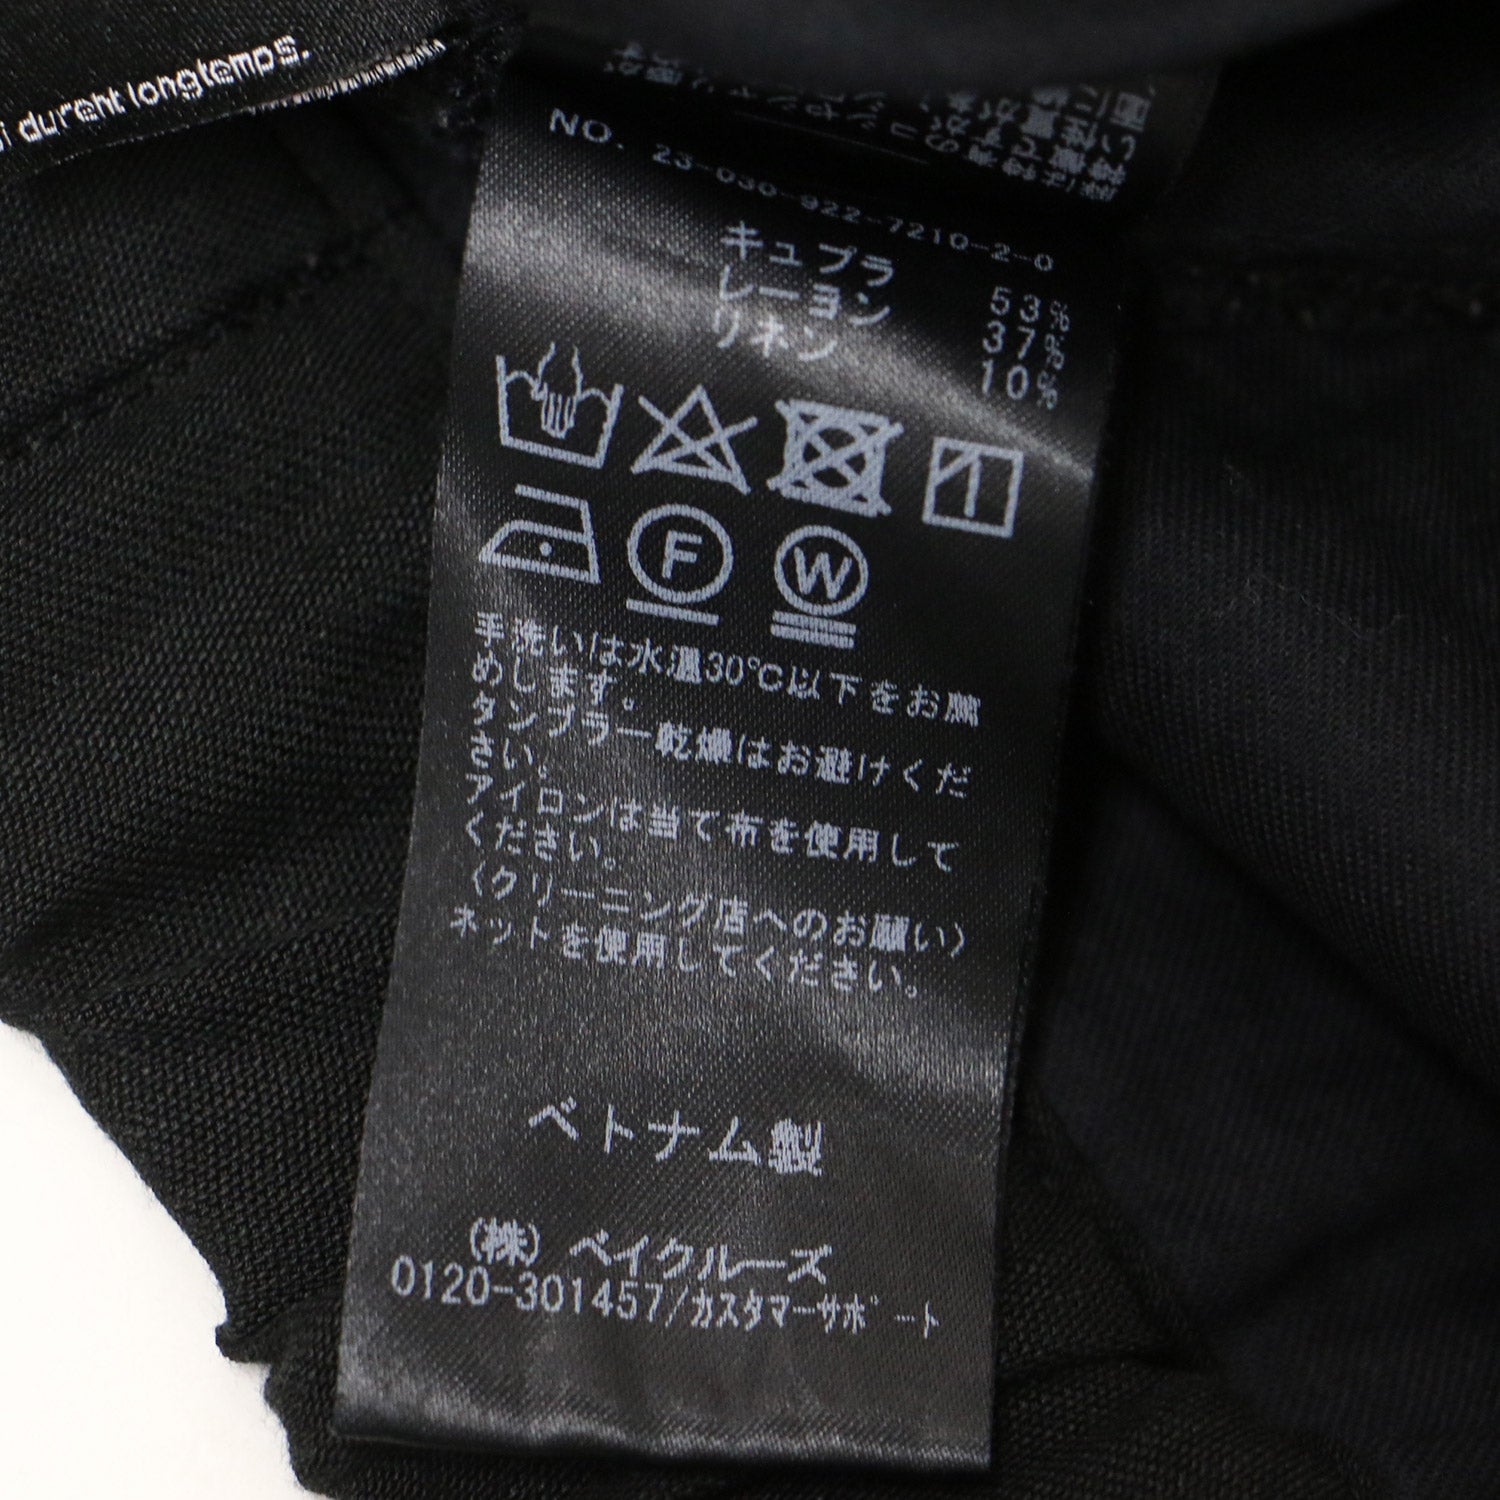 durent longtemps.
NO. 23-030-922-7210-2-0
キュプラ 53%
レーヨン 37%
リネン 10%
F W
手洗いは水温30℃以下をお薦
めします。
タンブラー乾燥はお避けくだ
さい。
アイロンは当て布を使用して
ください。
〈クリーニング店へのお願い〉
ネットを使用してください。
ベトナム製
(株)ベイクルーズ
0120-301457/カスタマーサポート